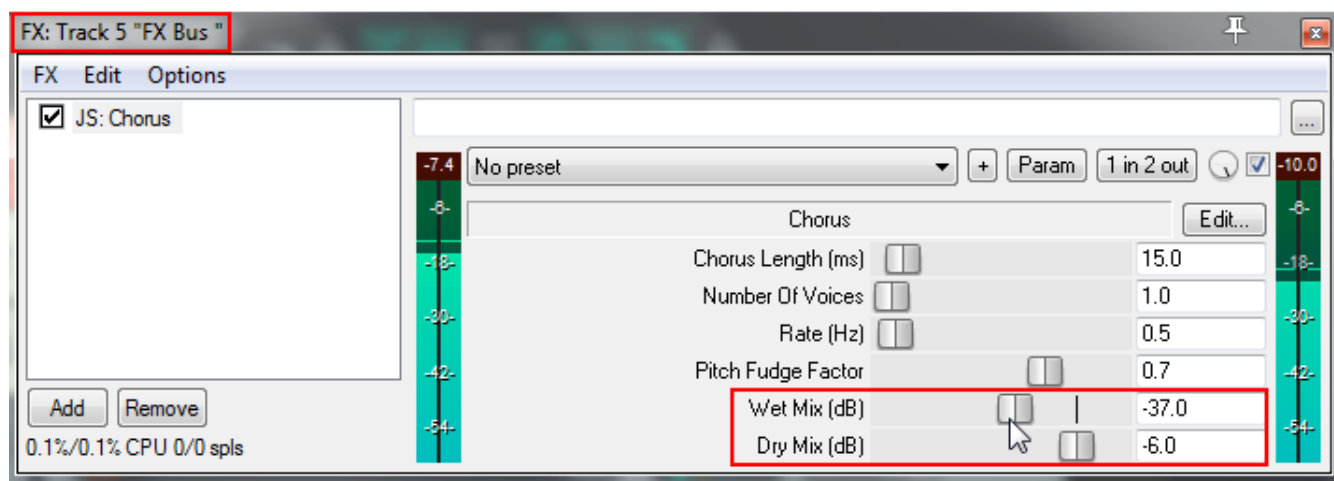 FX: Track 5 "FX Bus "
FX Edit Options
JS: Chorus
...
-7.4 No preset + Param 1 in 2 out -10.0
-6- Chorus Edit... -6-
-18- Chorus Length (ms) 15.0 -18-
Number Of Voices 1.0
-30- Rate (Hz) 0.5 -30-
-42- Pitch Fudge Factor 0.7 -42-
Add Remove Wet Mix (dB) -37.0
-54- -54-
0.1%/0.1% CPU 0/0 spls Dry Mix (dB) -6.0